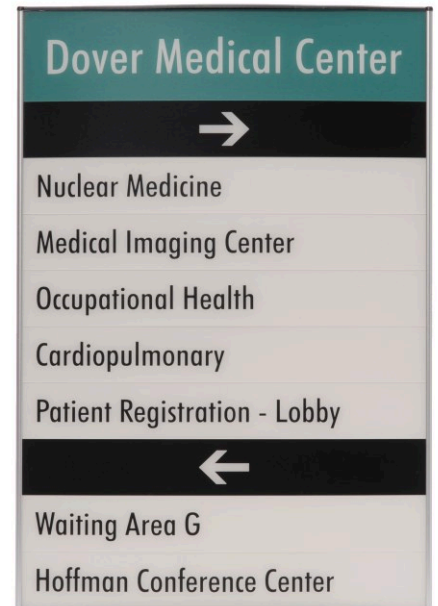 Dover Medical Center
→
Nuclear Medicine
Medical Imaging Center
Occupational Health
Cardiopulmonary
Patient Registration - Lobby
←
Waiting Area G
Hoffman Conference Center